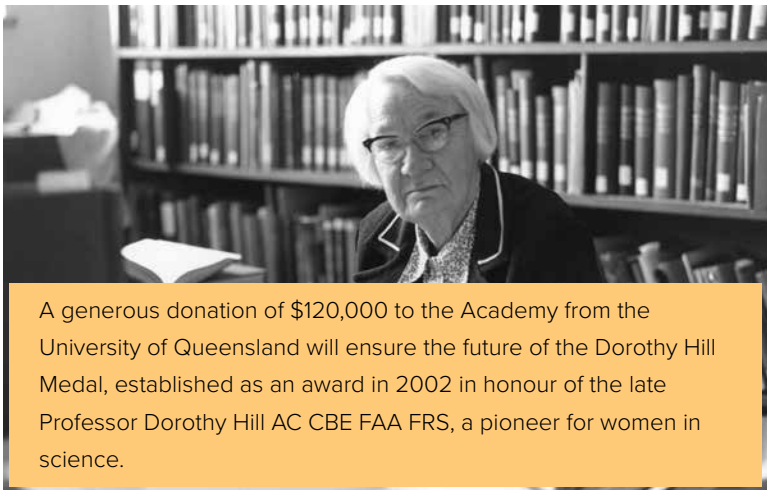 A generous donation of $120,000 to the Academy from the
University of Queensland will ensure the future of the Dorothy Hill
Medal, established as an award in 2002 in honour of the late
Professor Dorothy Hill AC CBE FAA FRS, a pioneer for women in
science.